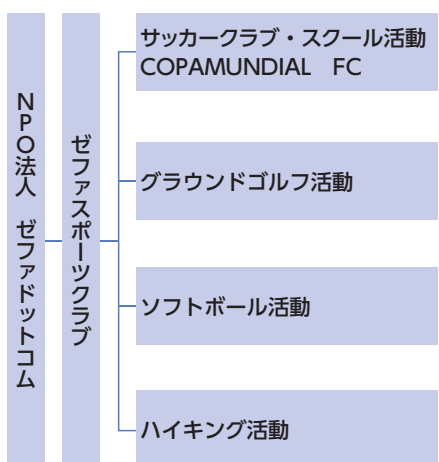 NPO法人　ゼファドットコム
ゼファスポーツクラブ
サッカークラブ・スクール活動
COPAMUNDIAL　FC
グラウンドゴルフ活動
ソフトボール活動
ハイキング活動